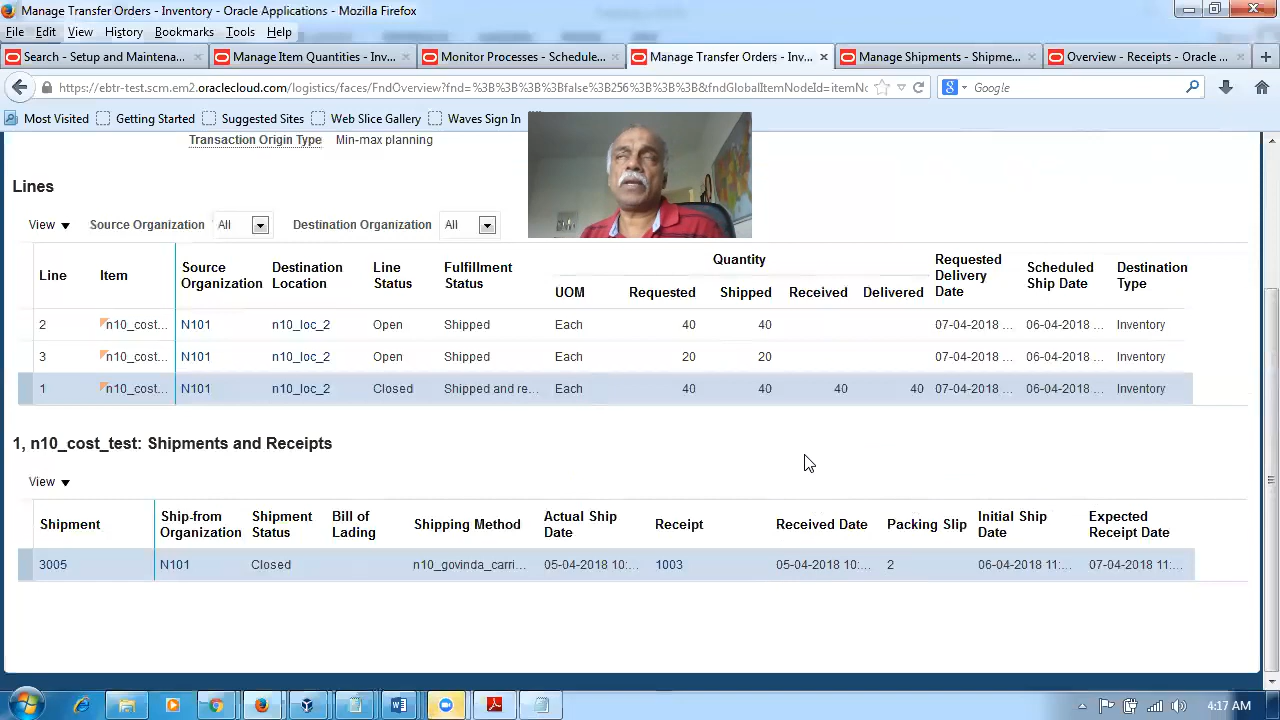 Manage Transfer Orders - Inventory - Oracle Applications - Mozilla Firefox
File Edit View History Bookmarks Tools Help
Search - Setup and Maintena... Manage Item Quantities - Inv... Monitor Processes - Schedule... Manage Transfer Orders - Inv... Manage Shipments - Shipme... Overview - Receipts - Oracle ...
https://ebtr-test.scm.em2.oraclecloud.com/logistics/faces/FndOverview?fnd=%3B%3B%3B%3Bfalse%3B256%3B%3B%3B&fndGlobalItemNodeId=itemNc Google
Most Visited Getting Started Suggested Sites Web Slice Gallery Waves Sign In
Transaction Origin Type Min-max planning
Lines
View Source Organization All Destination Organization All
Line Item Source Organization Destination Location Line Status Fulfillment Status Quantity Requested Delivery Date Scheduled Ship Date Destination Type
UOM Requested Shipped Received Delivered
2 n10_cost... N101 n10_loc_2 Open Shipped Each 40 40 07-04-2018 ... 06-04-2018 ... Inventory
3 n10_cost... N101 n10_loc_2 Open Shipped Each 20 20 07-04-2018 ... 06-04-2018 ... Inventory
1 n10_cost... N101 n10_loc_2 Closed Shipped and re... Each 40 40 40 40 07-04-2018 ... 06-04-2018 ... Inventory
1, n10_cost_test: Shipments and Receipts
View
Shipment Ship-from Organization Shipment Status Bill of Lading Shipping Method Actual Ship Date Receipt Received Date Packing Slip Initial Ship Date Expected Receipt Date
3005 N101 Closed n10_govinda_carri... 05-04-2018 10:... 1003 05-04-2018 10:... 2 06-04-2018 11:... 07-04-2018 11:...
4:17 AM